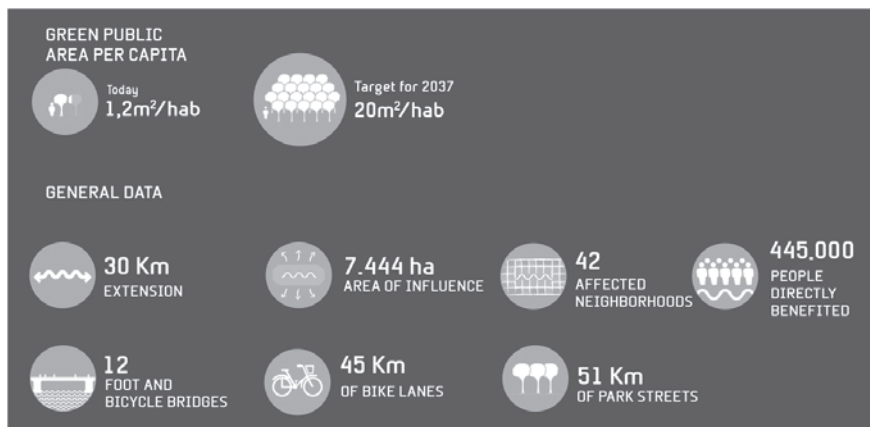 GREEN PUBLIC
AREA PER CAPITA
Today
1,2m²/hab
Target for 2037
20m²/hab
GENERAL DATA
30 Km
EXTENSION
7.444 ha
AREA OF INFLUENCE
42
AFFECTED
NEIGHBORHOODS
445.000
PEOPLE
DIRECTLY
BENEFITED
12
FOOT AND
BICYCLE BRIDGES
45 Km
OF BIKE LANES
51 Km
OF PARK STREETS